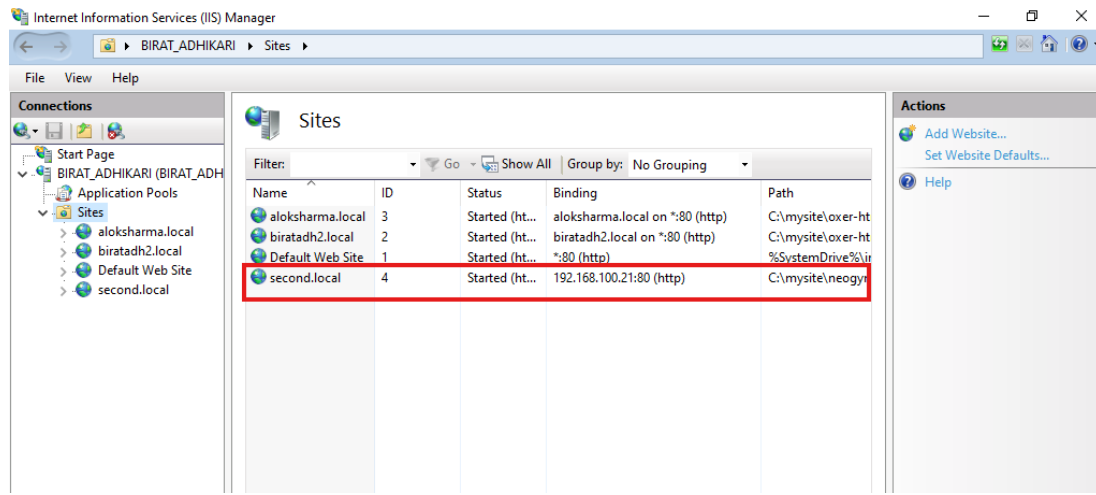 Internet Information Services (IIS) Manager
BIRAT_ADHIKARI Sites
File View Help
Connections
Start Page
BIRAT_ADHIKARI (BIRAT_ADH
Application Pools
Sites
aloksharma.local
biratadh2.local
Default Web Site
second.local
Sites
Filter: Go Show All Group by: No Grouping
Name ID Status Binding Path
aloksharma.local 3 Started (ht... aloksharma.local on *:80 (http) C:\mysite\oxer-ht
biratadh2.local 2 Started (ht... biratadh2.local on *:80 (http) C:\mysite\oxer-ht
Default Web Site 1 Started (ht... *:80 (http) %SystemDrive%\in
second.local 4 Started (ht... 192.168.100.21:80 (http) C:\mysite\neogyn
Actions
Add Website...
Set Website Defaults...
Help